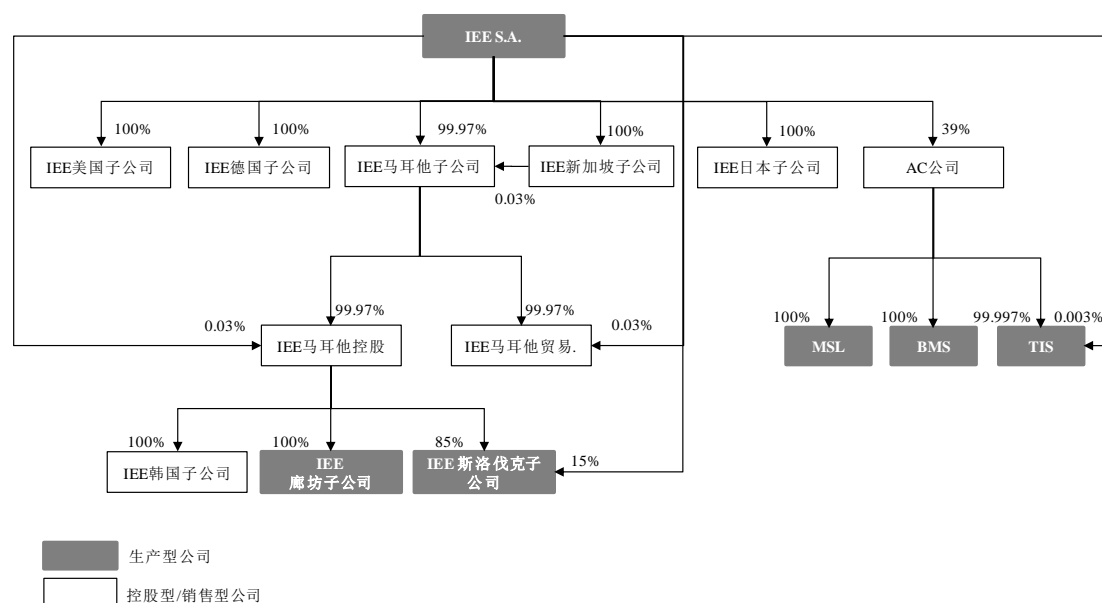 IEE S.A.
100%
100%
99.97%
100%
100%
39%
IEE美国子公司
IEE德国子公司
IEE马耳他子公司
IEE新加坡子公司
IEE日本子公司
AC公司
0.03%
99.97%
99.97%
0.03%
0.03%
100%
100%
99.997%
0.003%
IEE马耳他控股
IEE马耳他贸易.
MSL
BMS
TIS
100%
100%
85%
IEE韩国子公司
IEE
廊坊子公司
IEE斯洛伐克子
公司
15%
生产型公司
控股型/销售型公司